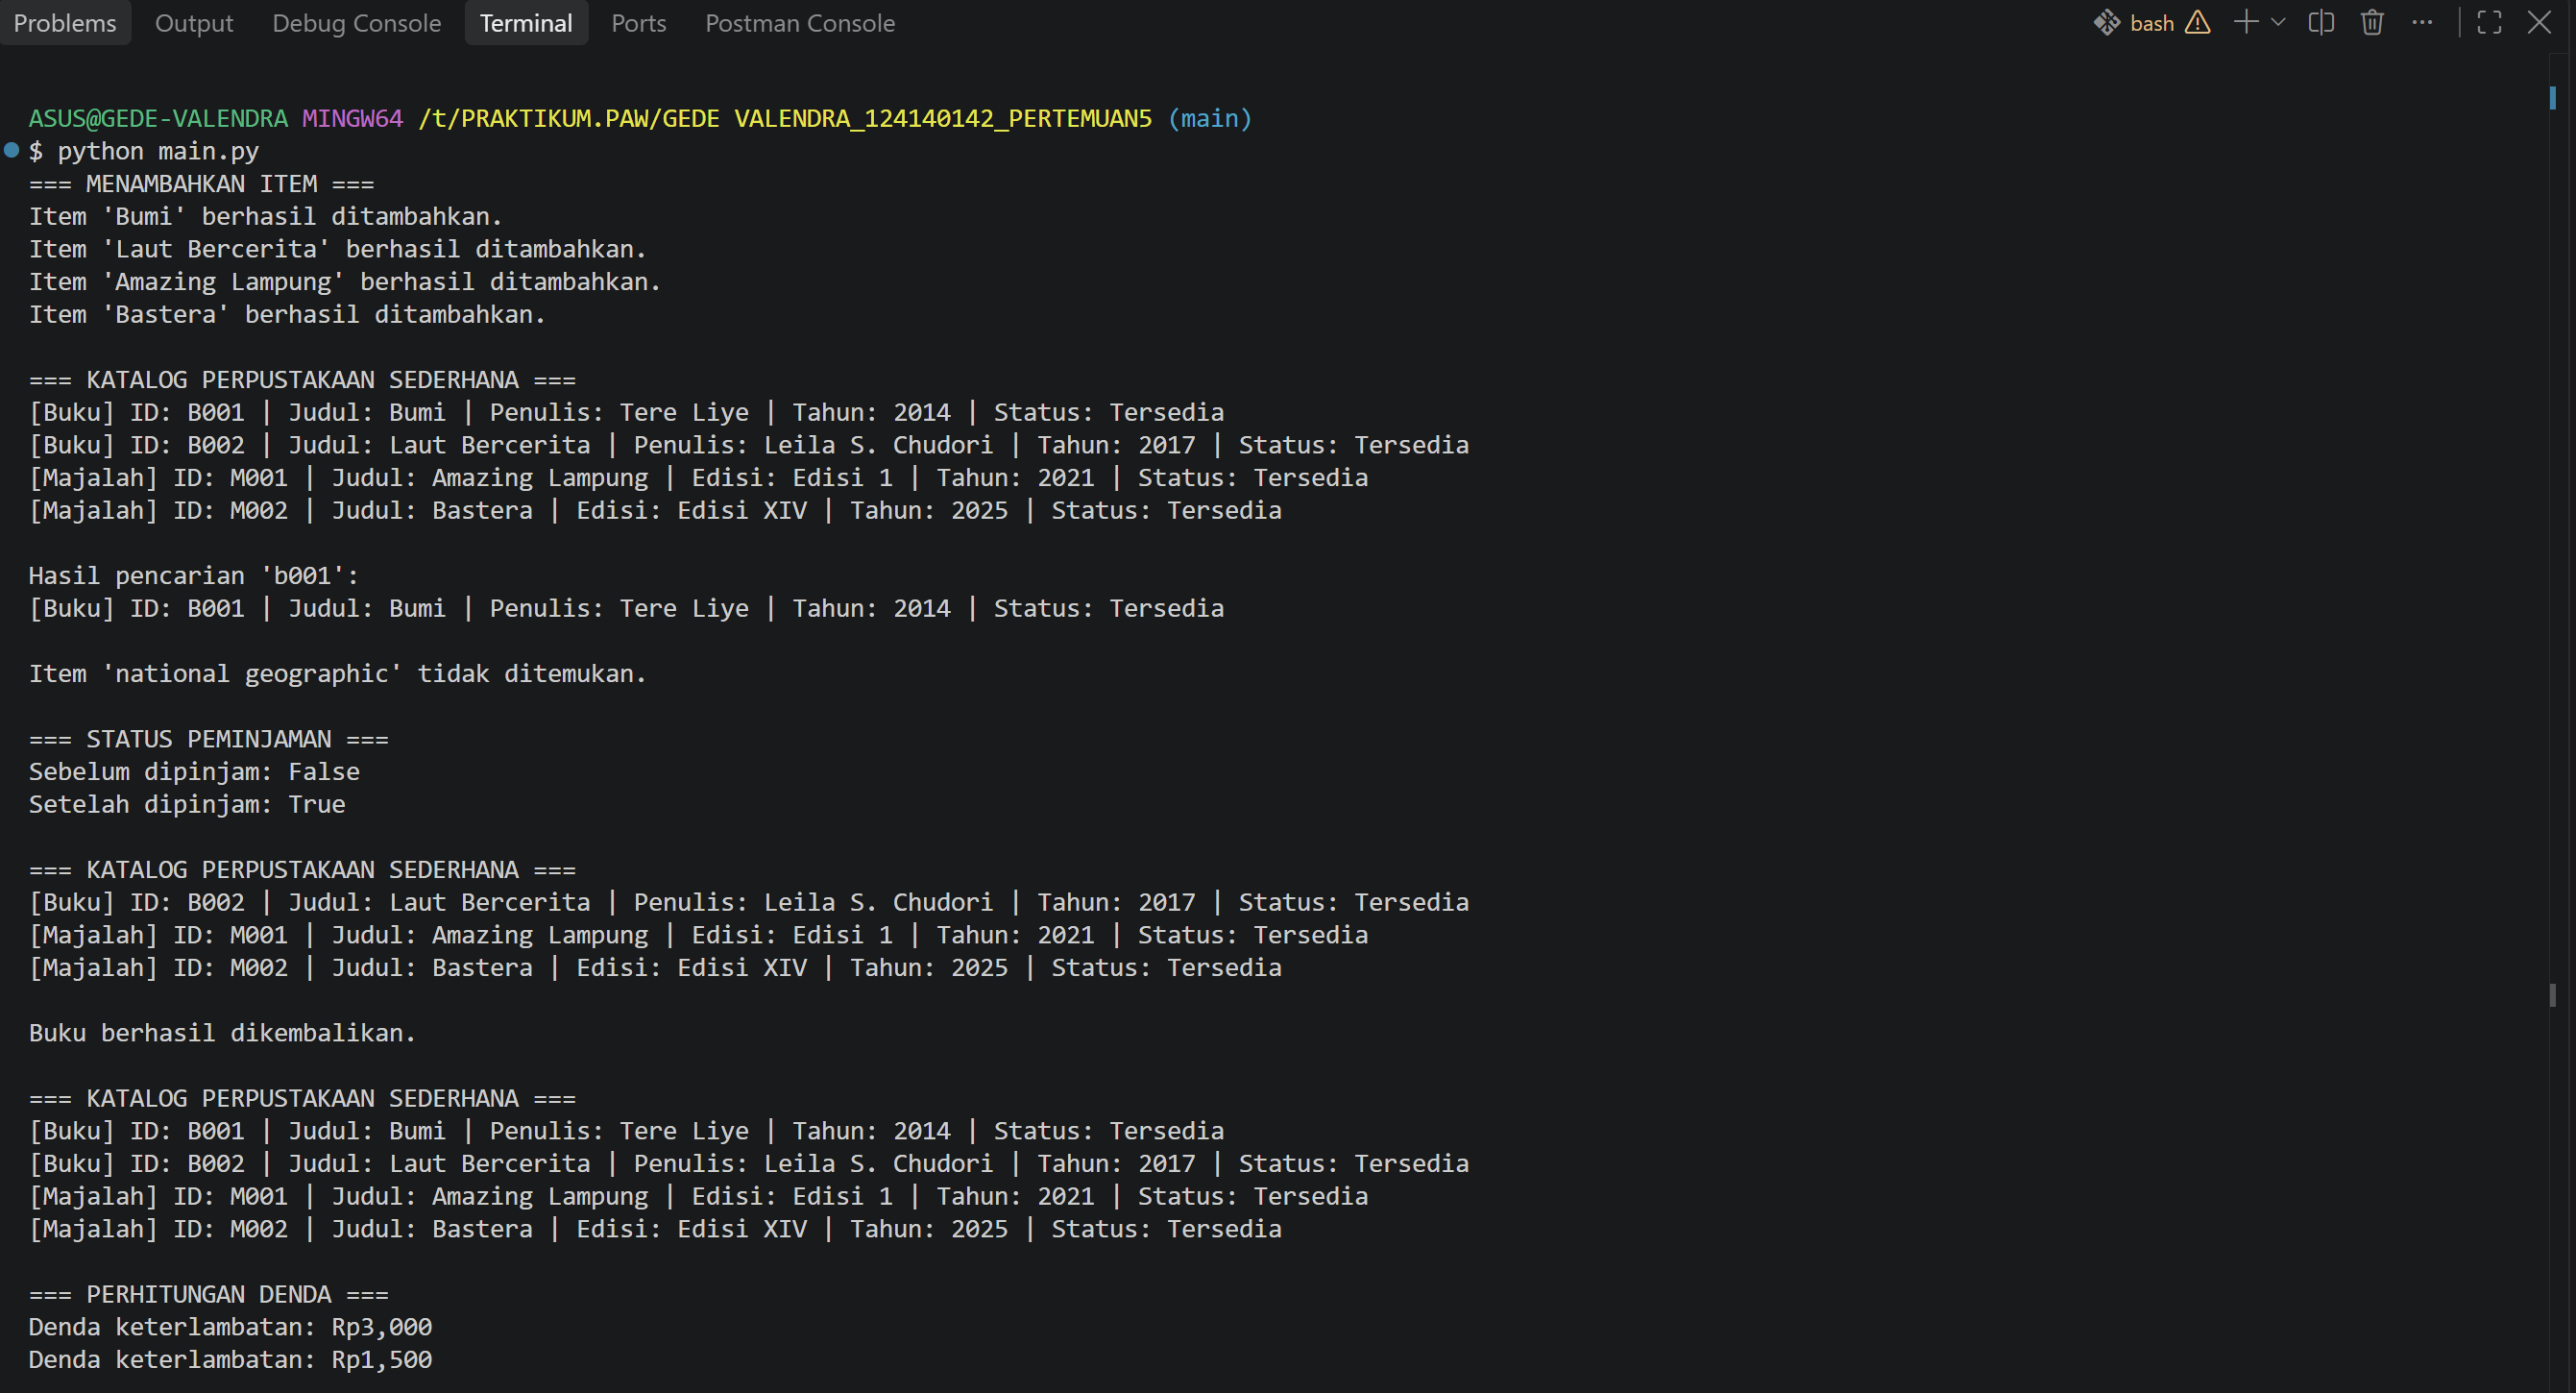 Problems Output Debug Console Terminal Ports Postman Console bash
ASUS@GEDE-VALENDRA MINGW64 /t/PRAKTIKUM.PAW/GEDE VALENDRA_124140142_PERTEMUAN5 (main)
$ python main.py
=== MENAMBAHKAN ITEM ===
Item 'Bumi' berhasil ditambahkan.
Item 'Laut Bercerita' berhasil ditambahkan.
Item 'Amazing Lampung' berhasil ditambahkan.
Item 'Bastera' berhasil ditambahkan.
=== KATALOG PERPUSTAKAAN SEDERHANA ===
[Buku] ID: B001 | Judul: Bumi | Penulis: Tere Liye | Tahun: 2014 | Status: Tersedia
[Buku] ID: B002 | Judul: Laut Bercerita | Penulis: Leila S. Chudori | Tahun: 2017 | Status: Tersedia
[Majalah] ID: M001 | Judul: Amazing Lampung | Edisi: Edisi 1 | Tahun: 2021 | Status: Tersedia
[Majalah] ID: M002 | Judul: Bastera | Edisi: Edisi XIV | Tahun: 2025 | Status: Tersedia
Hasil pencarian 'b001':
[Buku] ID: B001 | Judul: Bumi | Penulis: Tere Liye | Tahun: 2014 | Status: Tersedia
Item 'national geographic' tidak ditemukan.
=== STATUS PEMINJAMAN ===
Sebelum dipinjam: False
Setelah dipinjam: True
=== KATALOG PERPUSTAKAAN SEDERHANA ===
[Buku] ID: B002 | Judul: Laut Bercerita | Penulis: Leila S. Chudori | Tahun: 2017 | Status: Tersedia
[Majalah] ID: M001 | Judul: Amazing Lampung | Edisi: Edisi 1 | Tahun: 2021 | Status: Tersedia
[Majalah] ID: M002 | Judul: Bastera | Edisi: Edisi XIV | Tahun: 2025 | Status: Tersedia
Buku berhasil dikembalikan.
=== KATALOG PERPUSTAKAAN SEDERHANA ===
[Buku] ID: B001 | Judul: Bumi | Penulis: Tere Liye | Tahun: 2014 | Status: Tersedia
[Buku] ID: B002 | Judul: Laut Bercerita | Penulis: Leila S. Chudori | Tahun: 2017 | Status: Tersedia
[Majalah] ID: M001 | Judul: Amazing Lampung | Edisi: Edisi 1 | Tahun: 2021 | Status: Tersedia
[Majalah] ID: M002 | Judul: Bastera | Edisi: Edisi XIV | Tahun: 2025 | Status: Tersedia
=== PERHITUNGAN DENDA ===
Denda keterlambatan: Rp3,000
Denda keterlambatan: Rp1,500